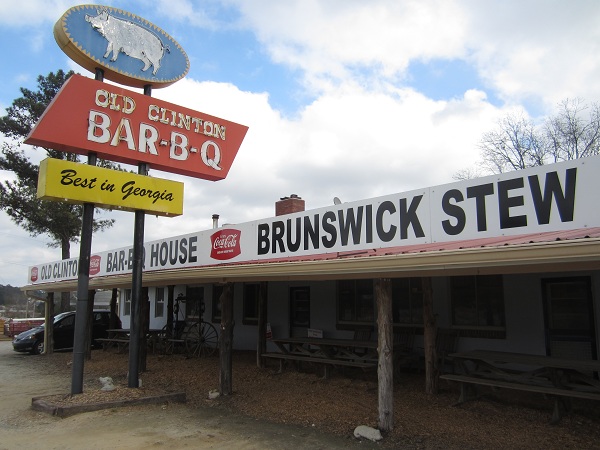 OLD CLINTON
BAR-B-Q
Best in Georgia
OLD CLINTON BAR-B-Q HOUSE Coca-Cola BRUNSWICK STEW